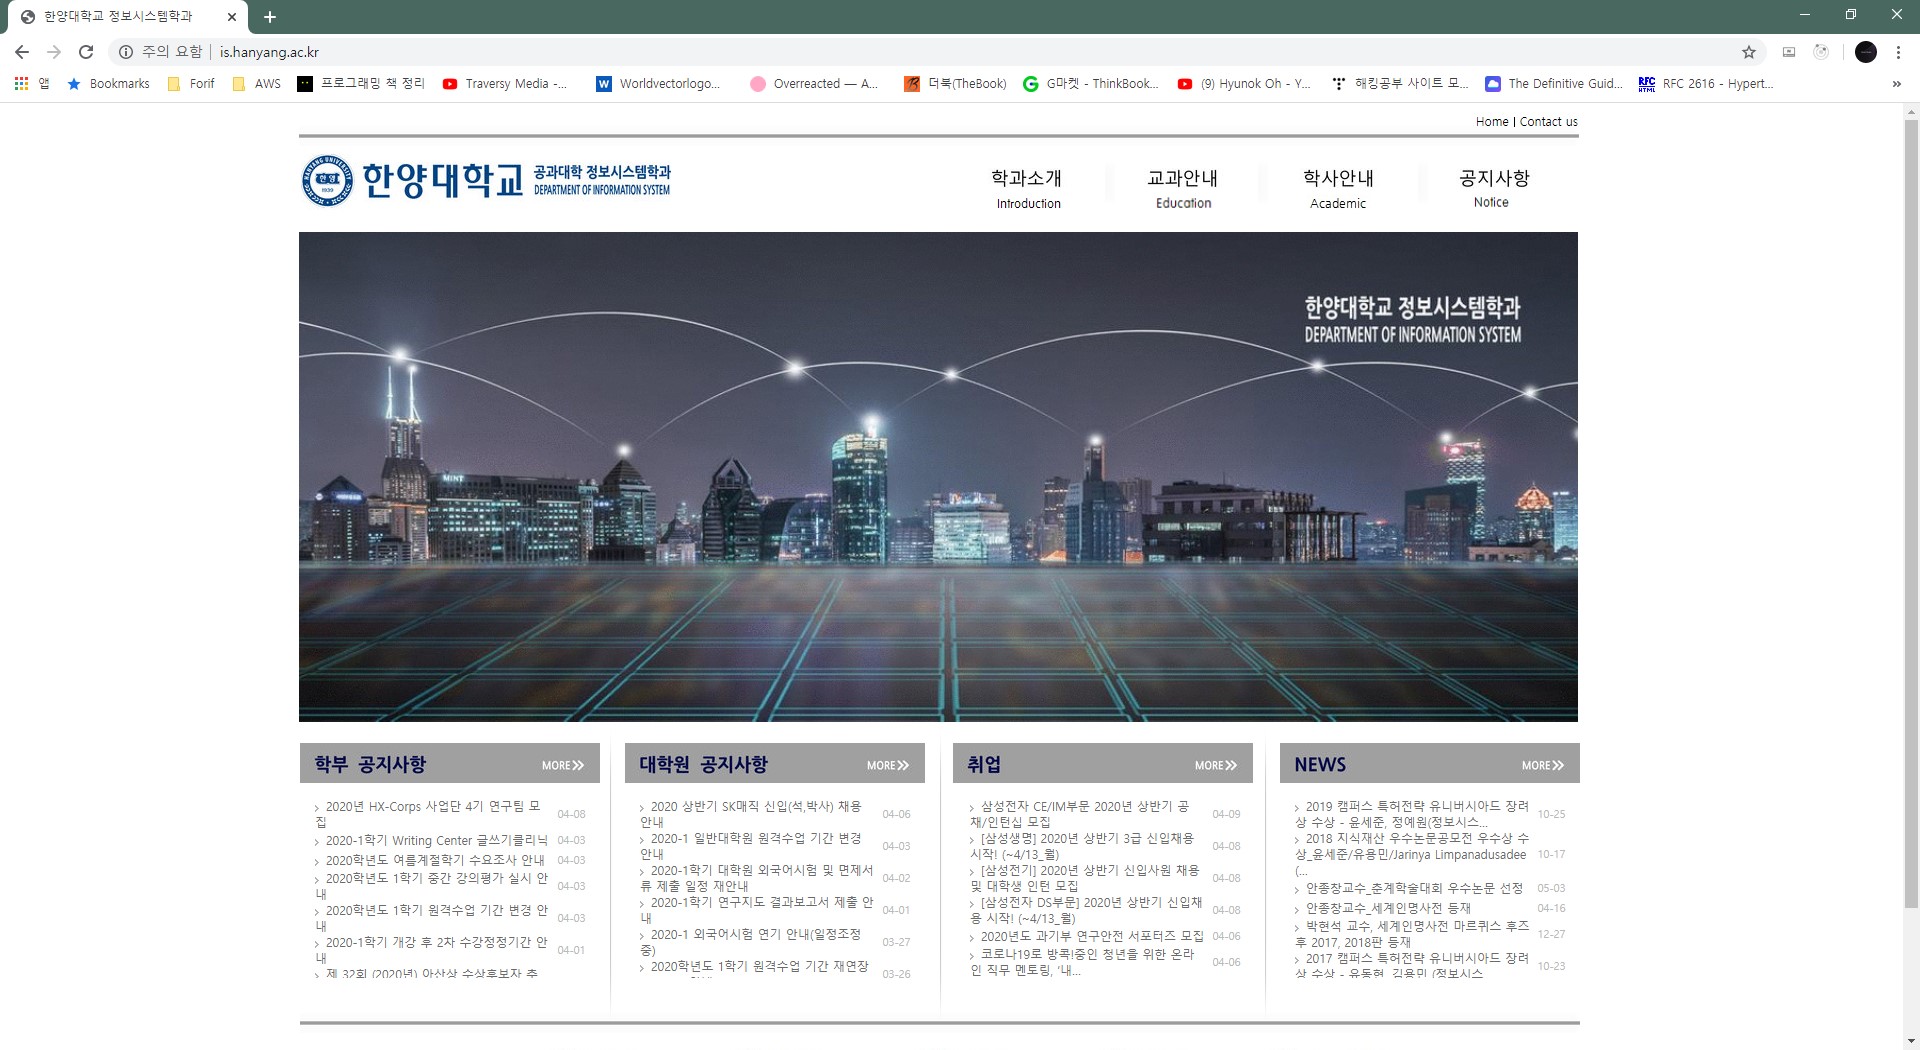 한양대학교 정보시스템학과
주의 요함 | is.hanyang.ac.kr
앱 Bookmarks Forif AWS 프로그래밍 책 정리 Traversy Media -... Worldvectorlogo... Overreacted — A... 더북(TheBook) G마켓 - ThinkBook... (9) Hyunok Oh - Y... 해킹공부 사이트 모... The Definitive Guid... RFC 2616 - Hypert...
Home | Contact us
한양대학교 공과대학 정보시스템학과
DEPARTMENT OF INFORMATION SYSTEM
학과소개 교과안내 학사안내 공지사항
Introduction Education Academic Notice
한양대학교 정보시스템학과
DEPARTMENT OF INFORMATION SYSTEM
MINT
학부 공지사항 MORE
2020년 HX-Corps 사업단 4기 연구팀 모
집 04-08
2020-1학기 Writing Center 글쓰기클리닉 04-03
2020학년도 여름계절학기 수요조사 안내 04-03
2020학년도 1학기 중간 강의평가 실시 안
내 04-03
2020학년도 1학기 원격수업 기간 변경 안
내 04-03
2020-1학기 개강 후 2차 수강정정기간 안
내 04-01
제 32회 (2020년) 아산상 수상후보자 추
대학원 공지사항 MORE
2020 상반기 SK매직 신입(석,박사) 채용
안내 04-06
2020-1 일반대학원 원격수업 기간 변경
안내 04-03
2020-1학기 대학원 외국어시험 및 면제서
류 제출 일정 재안내 04-02
2020-1학기 연구지도 결과보고서 제출 안
내 04-01
2020-1 외국어시험 연기 안내(일정조정
중) 03-27
2020학년도 1학기 원격수업 기간 재연장
03-26
취업 MORE
삼성전자 CE/IM부문 2020년 상반기 공
채/인턴십 모집 04-09
[삼성생명] 2020년 상반기 3급 신입채용
시작! (~4/13_월) 04-08
[삼성전기] 2020년 상반기 신입사원 채용
및 대학생 인턴 모집 04-08
[삼성전자 DS부문] 2020년 상반기 신입채
용 시작! (~4/13_월) 04-08
2020년도 과기부 연구안전 서포터즈 모집 04-06
코로나19로 방콕!중인 청년을 위한 온라
인 직무 멘토링, '내... 04-06
NEWS MORE
2019 캠퍼스 특허전략 유니버시아드 장려
상 수상 - 윤세준, 정예원(정보시스... 10-25
2018 지식재산 우수논문공모전 우수상 수
상_윤세준/유용민/Jarinya Limpanadusadee
(... 10-17
안종창교수_춘계학술대회 우수논문 선정 05-03
안종창교수_세계인명사전 등재 04-16
박현석 교수, 세계인명사전 마르퀴스 후즈
후 2017, 2018판 등재 12-27
2017 캠퍼스 특허전략 유니버시아드 장려
상 수상 - 유동현, 김용민 (정보시스 10-23